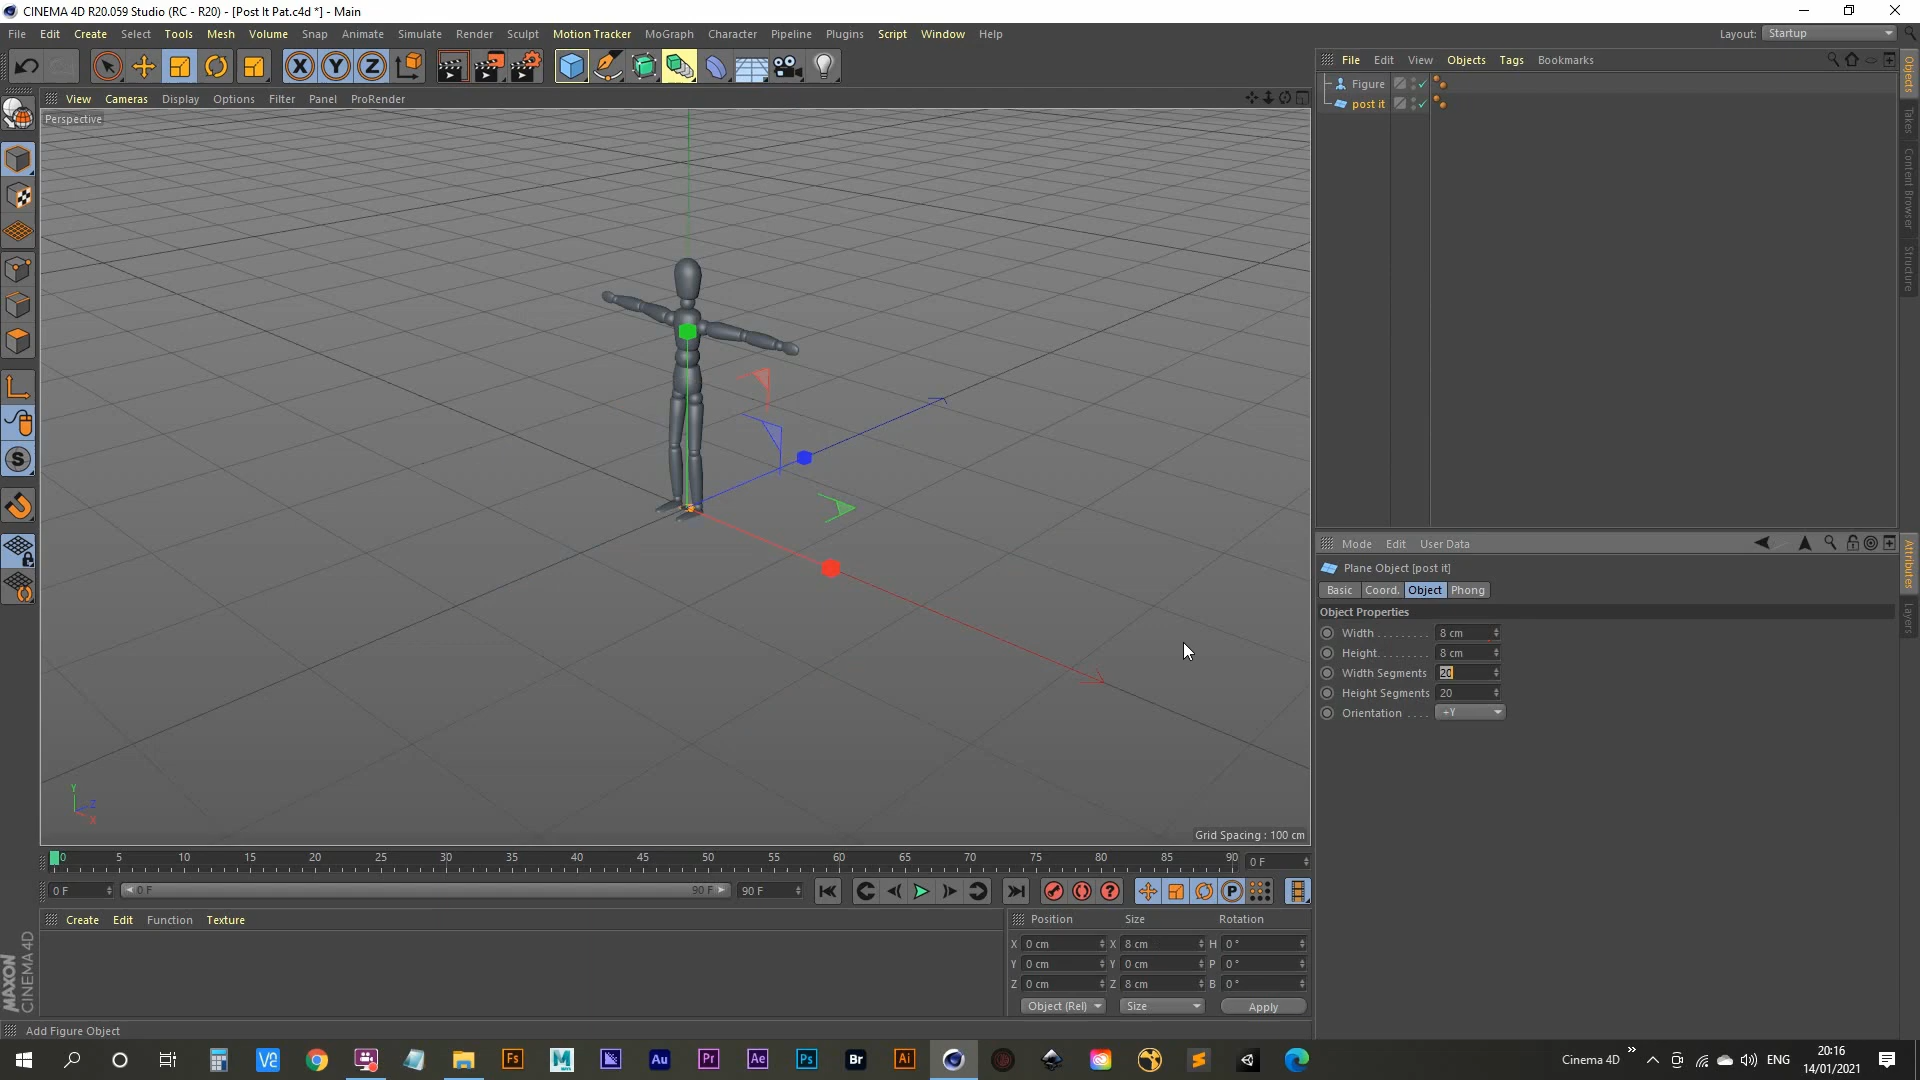 CINEMA 4D R20.059 Studio (RC - R20) - [Post It Pat.c4d *] - Main
File Edit Create Select Tools Mesh Volume Snap Animate Simulate Render Sculpt Motion Tracker MoGraph Character Pipeline Plugins Script Window Help
Layout: Startup
X Y Z
File Edit View Objects Tags Bookmarks
View Cameras Display Options Filter Panel ProRender
Perspective
Figure
post it
Objects
Takes
Content Browser
Structure
Mode Edit User Data
Plane Object [post it]
Basic Coord. Object Phong
Object Properties
Width . . . . . . . . 8 cm
Height. . . . . . . . 8 cm
Width Segments 20
Height Segments 20
Orientation . . . . +Y
Attributes
Layers
Y
Z
X
Grid Spacing : 100 cm
0 5 10 15 20 25 30 35 40 45 50 55 60 65 70 75 80 85 90 0 F
0 F 0 F 90 F 90 F
Create Edit Function Texture
Position Size Rotation
X 0 cm X 8 cm H 0 °
Y 0 cm Y 0 cm P 0 °
Z 0 cm Z 8 cm B 0 °
Object (Rel) Size Apply
MAXON
CINEMA 4D
Add Figure Object
Cinema 4D ENG
20:16
14/01/2021